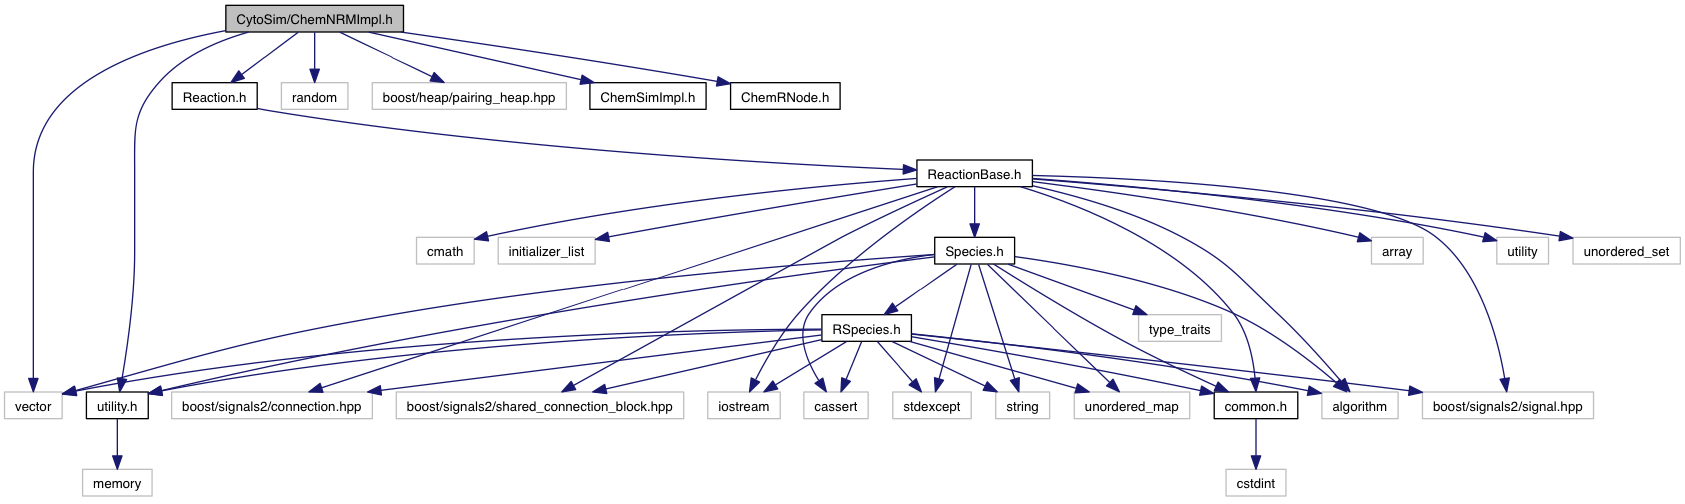 CytoSim/ChemNRMImpl.h
Reaction.h
random
boost/heap/pairing_heap.hpp
ChemSimImpl.h
ChemRNode.h
ReactionBase.h
cmath
initializer_list
Species.h
array
utility
unordered_set
RSpecies.h
type_traits
vector
utility.h
boost/signals2/connection.hpp
boost/signals2/shared_connection_block.hpp
iostream
cassert
stdexcept
string
unordered_map
common.h
algorithm
boost/signals2/signal.hpp
memory
cstdint